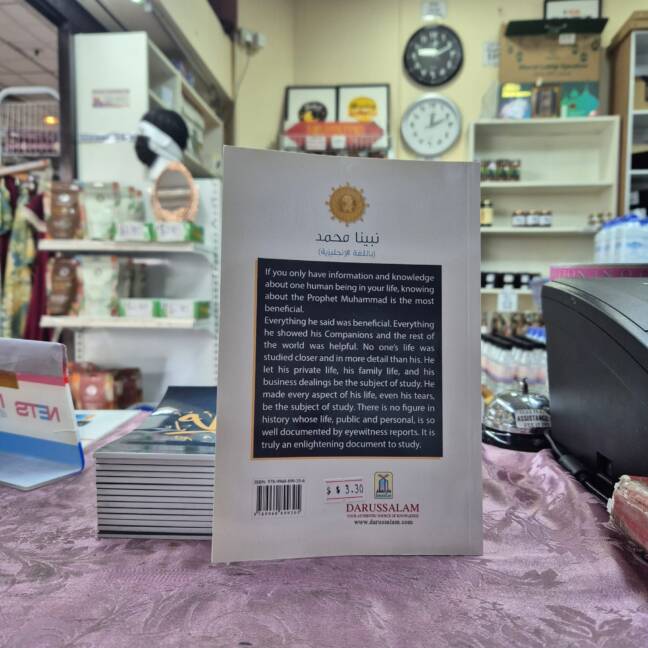 نبينا محمد
(باللغة الإنجليزية)
If you only have information and knowledge
about one human being in your life, knowing
about the Prophet Muhammad is the most
beneficial.
Everything he said was beneficial. Everything
he showed his Companions and the rest of
the world was helpful. No one's life was
studied closer and in more detail than his. He
let his private life, his family life, and his
business dealings be the subject of study. He
made every aspect of his life, even his tears,
be the subject of study. There is no figure in
history whose life, public and personal, is so
well documented by eyewitness reports. It is
truly an enlightening document to study.
$ $ 3.30
DARUSSALAM
YOUR AUTHENTIC SOURCE OF KNOWLEDGE
www.darussalam.com
NETS
ASSISTANCE